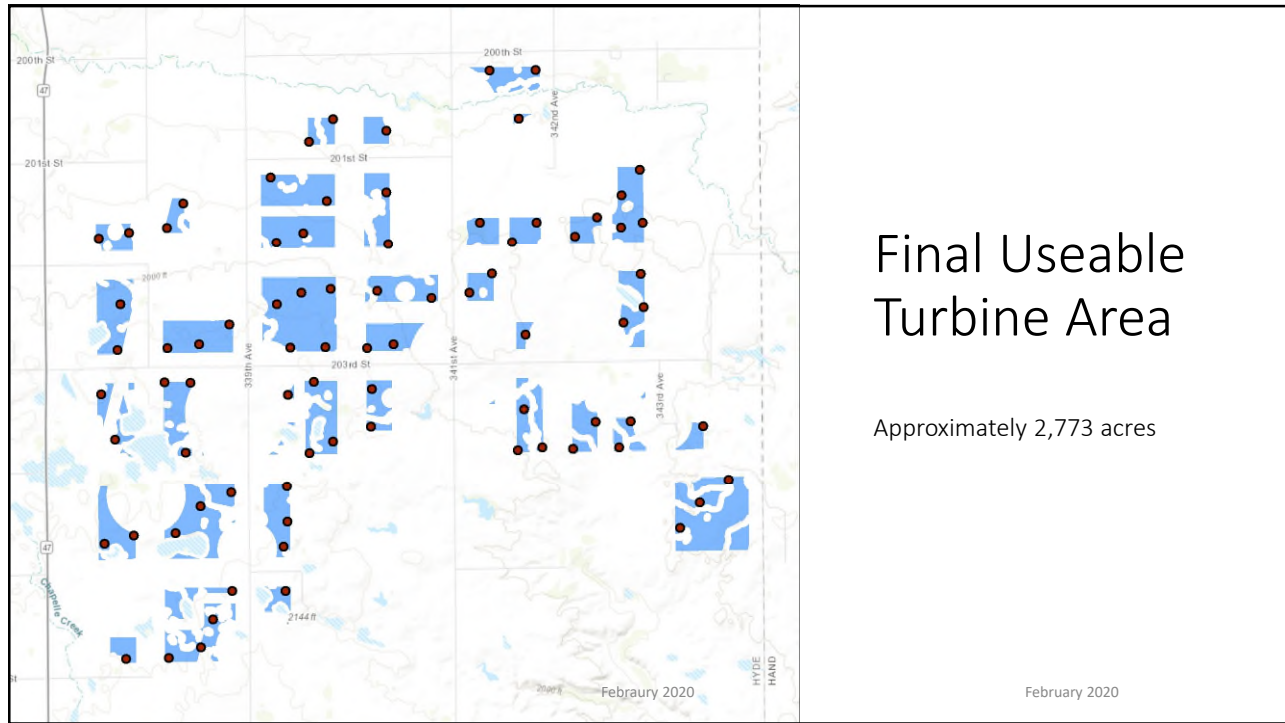 200th St
200th St
47
342nd Ave
201st St
201st St
2000 ft
339th Ave
341st Ave
203rd St
343rd Ave
47
Chapelle Creek
2144 ft
HYDE
HAND
St
Febraury 2020
Final Useable
Turbine Area
Approximately 2,773 acres
February 2020